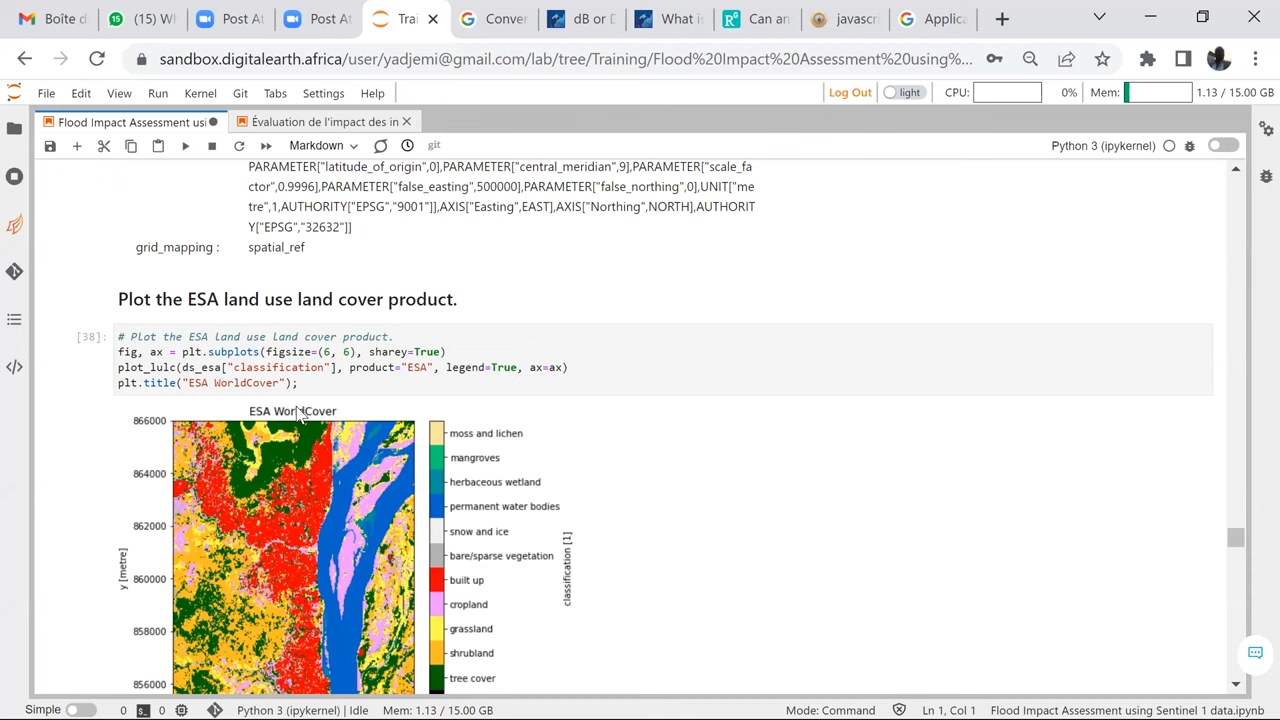 Boîte d
(15) Wh
Post At
Post At
Trai
Conver
dB or D
What is
Can an
javascri
Applica
sandbox.digitalearth.africa/user/yadjemi@gmail.com/lab/tree/Training/Flood%20Impact%20Assessment%20using%...
File Edit View Run Kernel Git Tabs Settings Help
Log Out light CPU: 0% Mem: 1.13 / 15.00 GB
Flood Impact Assessment usi
Évaluation de l'impact des in
Markdown git Python 3 (ipykernel)
PARAMETER["latitude_of_origin",0],PARAMETER["central_meridian",9],PARAMETER["scale_fa
ctor",0.9996],PARAMETER["false_easting",500000],PARAMETER["false_northing",0],UNIT["me
tre",1,AUTHORITY["EPSG","9001"]],AXIS["Easting",EAST],AXIS["Northing",NORTH],AUTHORIT
Y["EPSG","32632"]]
grid_mapping : spatial_ref
Plot the ESA land use land cover product.
[38]: # Plot the ESA land use land cover product.
fig, ax = plt.subplots(figsize=(6, 6), sharey=True)
plot_lulc(ds_esa["classification"], product="ESA", legend=True, ax=ax)
plt.title("ESA WorldCover");
ESA WorldCover
866000
864000
862000
860000
858000
856000
y [metre]
moss and lichen
mangroves
herbaceous wetland
permanent water bodies
snow and ice
bare/sparse vegetation
built up
cropland
grassland
shrubland
tree cover
classification [1]
Simple 0 0 Python 3 (ipykernel) | Idle Mem: 1.13 / 15.00 GB Mode: Command Ln 1, Col 1 Flood Impact Assessment using Sentinel 1 data.ipynb